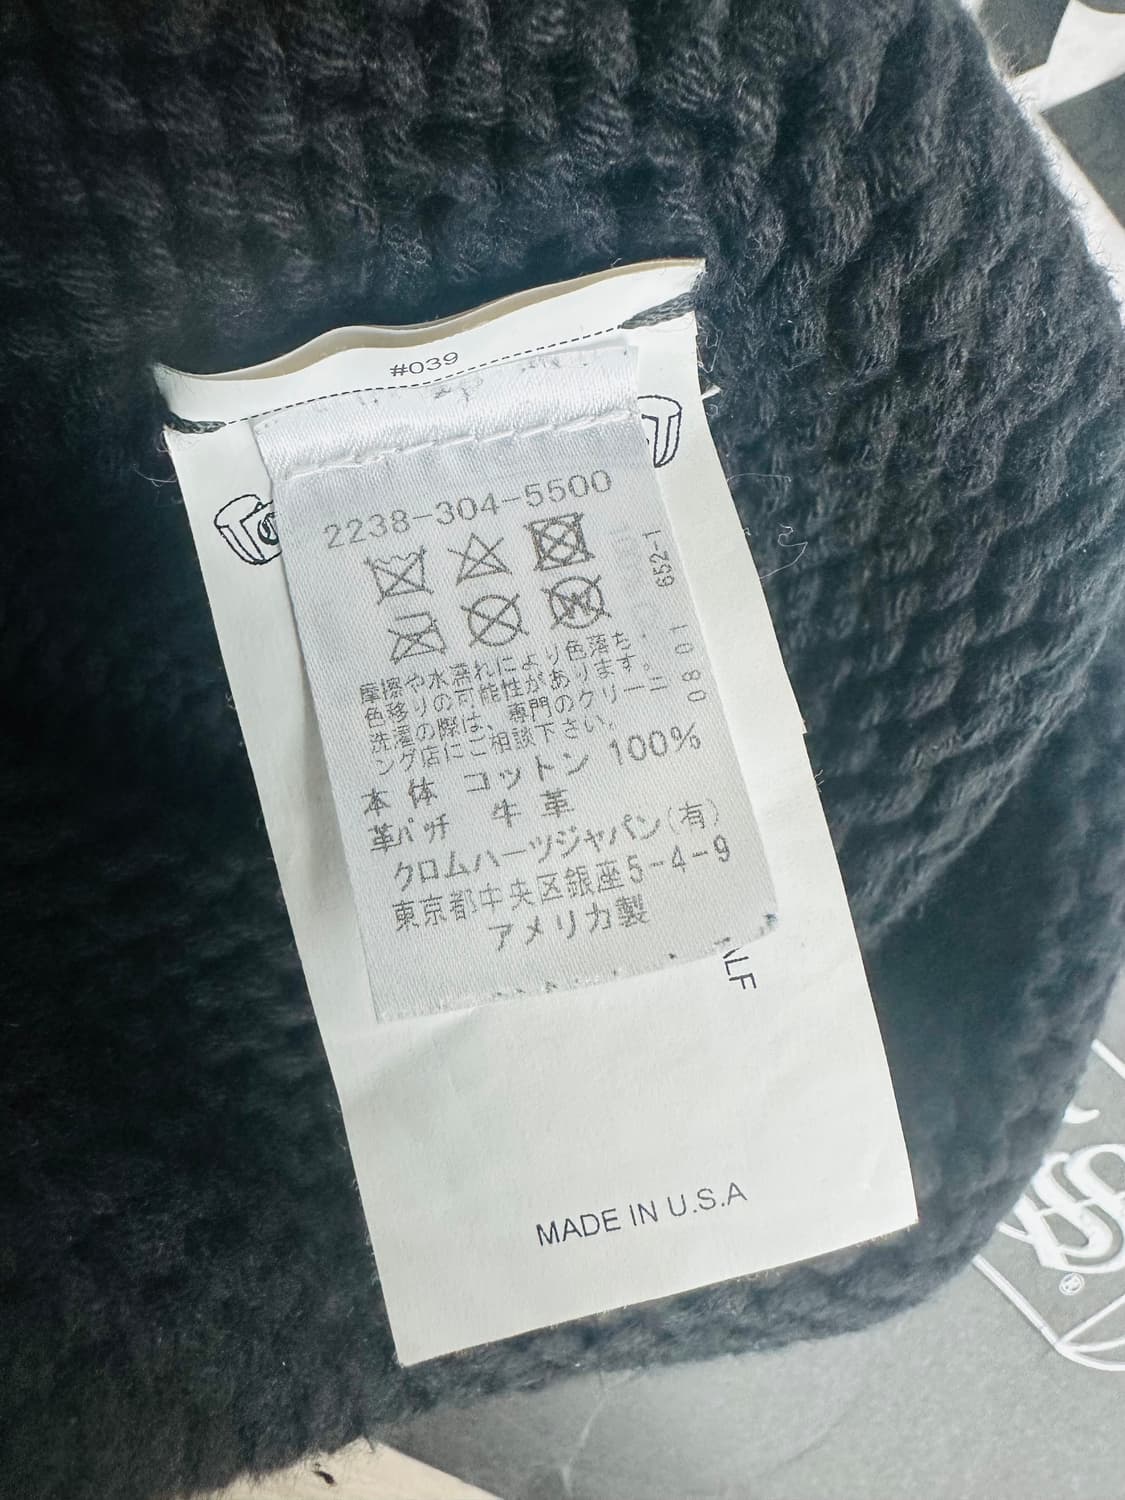 #039
2238-304-5500
摩擦や水濡れにより色落ち・
色移りの可能性があります。
洗濯の際は、専門のクリーニ
ング店にご相談下さい。
本 体 コットン 100%
革パッチ 牛 革
クロムハーツジャパン(有)
東京都中央区銀座5-4-9
アメリカ製
652-1
0801
MADE IN U.S.A